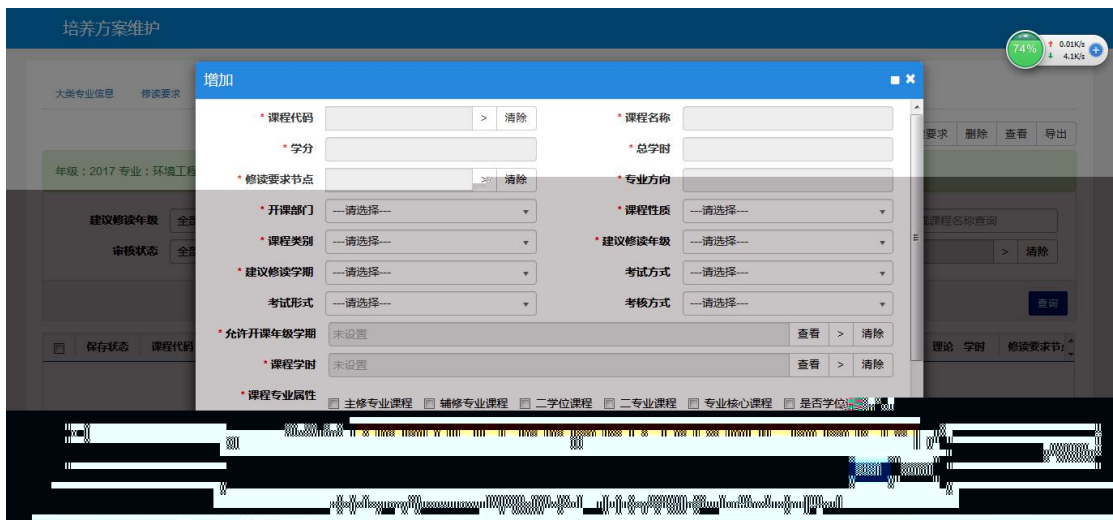 培养方案维护
74%
0.01K/s
4.1K/s
增加
大类专业信息 修读要求
* 课程代码 > 清除 * 课程名称
要求 删除 查看 导出
* 学分 * 总学时
年级：2017 专业：环境工程
* 修读要求节点 > 清除 * 专业方向
建议修读年级 全部
* 开课部门 ---请选择--- * 课程性质 ---请选择---
课程名称查询
审核状态 全部
* 课程类别 ---请选择--- * 建议修读年级 ---请选择---
> 清除
* 建议修读学期 ---请选择--- 考试方式 ---请选择---
考试形式 ---请选择--- 考核方式 ---请选择---
查询
* 允许开课年级学期 未设置 查看 > 清除
保存状态 课程代码
理论 学时 修读要求节
* 课程学时 未设置 查看 > 清除
* 课程专业属性 主修专业课程 辅修专业课程 二学位课程 二专业课程 专业核心课程 是否学位